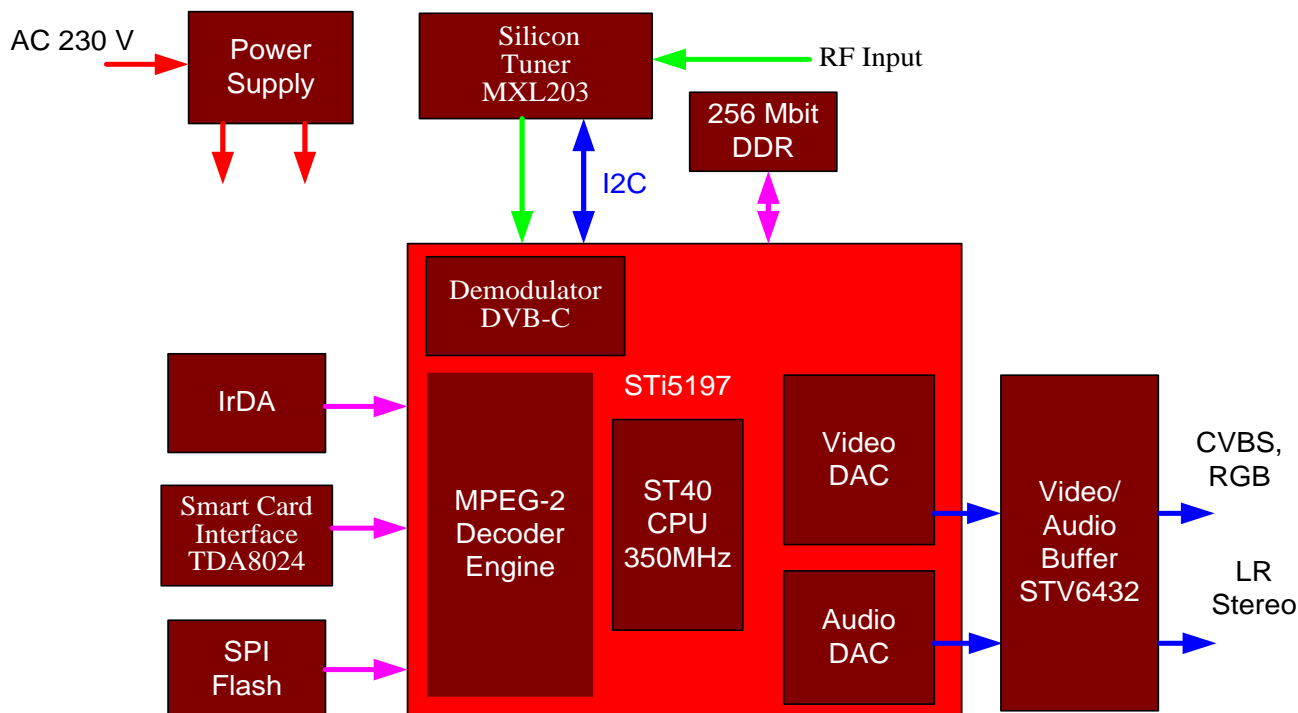 AC 230 V
Power
Supply
Silicon
Tuner
MXL203
RF Input
256 Mbit
DDR
I2C
Demodulator
DVB-C
STi5197
IrDA
Smart Card
Interface
TDA8024
SPI
Flash
MPEG-2
Decoder
Engine
ST40
CPU
350MHz
Video
DAC
Audio
DAC
Video/
Audio
Buffer
STV6432
CVBS,
RGB
LR
Stereo